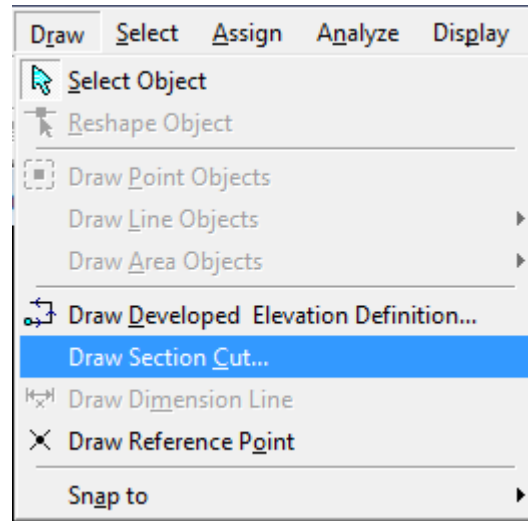 Draw Select Assign Analyze Display
Select Object
Reshape Object
Draw Point Objects
Draw Line Objects
Draw Area Objects
Draw Developed  Elevation Definition...
Draw Section Cut...
Draw Dimension Line
Draw Reference Point
Snap to